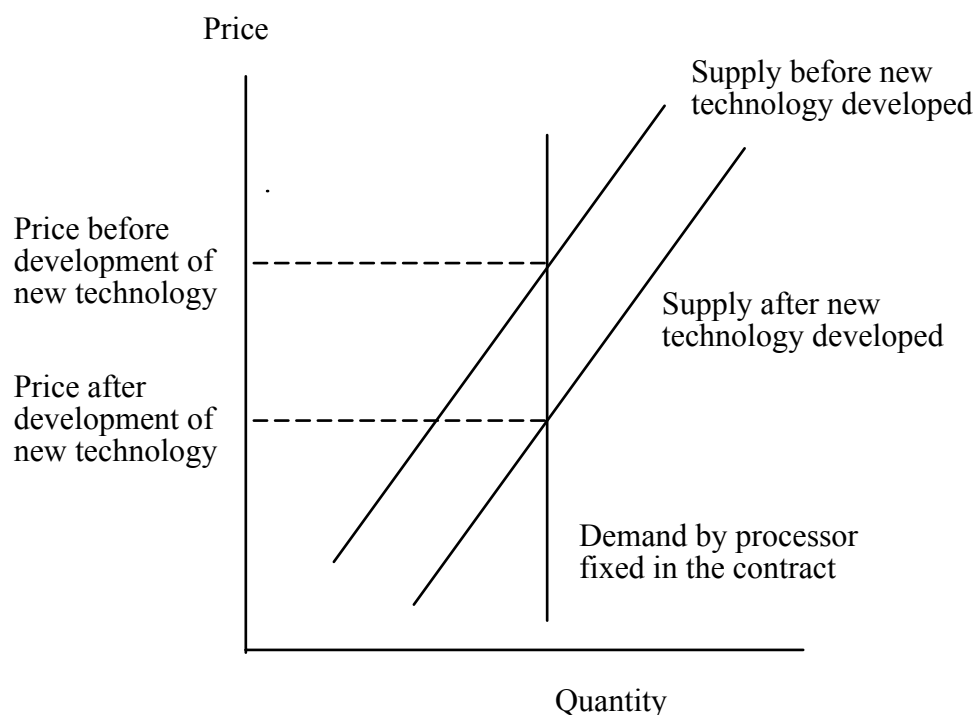 Price
Supply before new
technology developed
Price before
development of
new technology
Supply after new
technology developed
Price after
development of
new technology
Demand by processor
fixed in the contract
Quantity